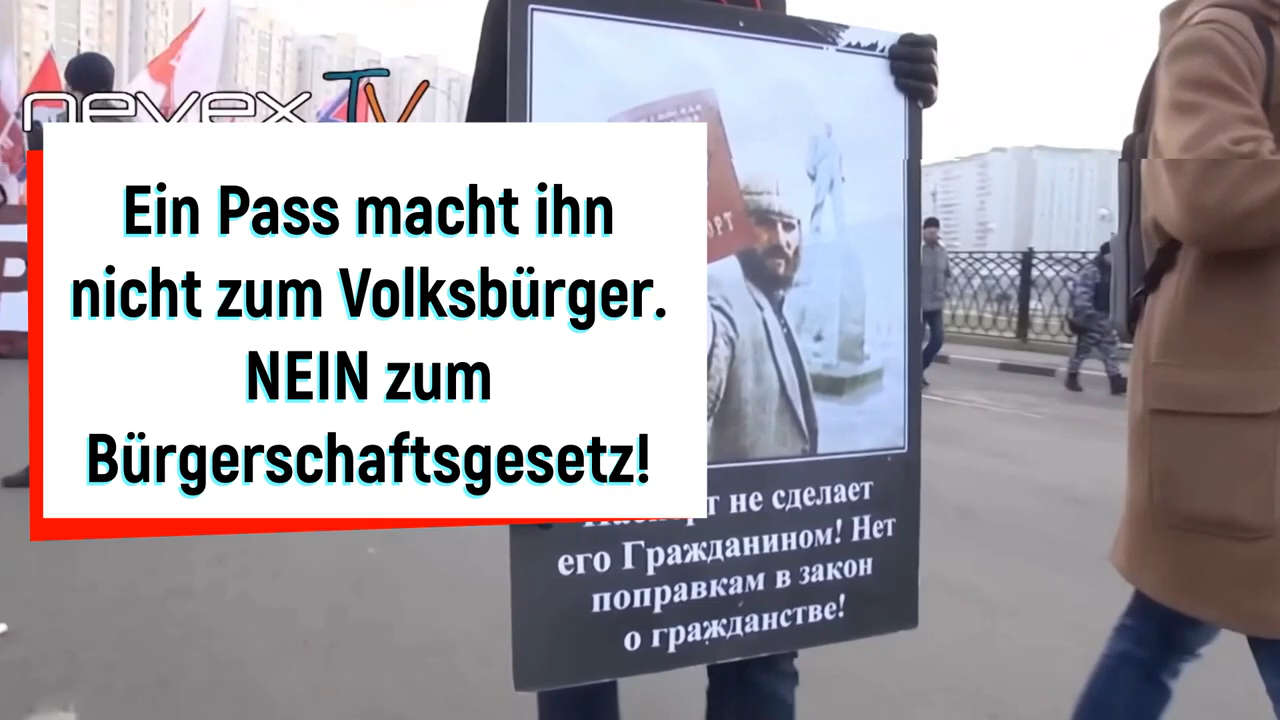 nevex TV
Ein Pass macht ihn
nicht zum Volksbürger.
NEIN zum
Bürgerschaftsgesetz!
не сделает
его Гражданином! Нет
поправкам в закон
о гражданстве!